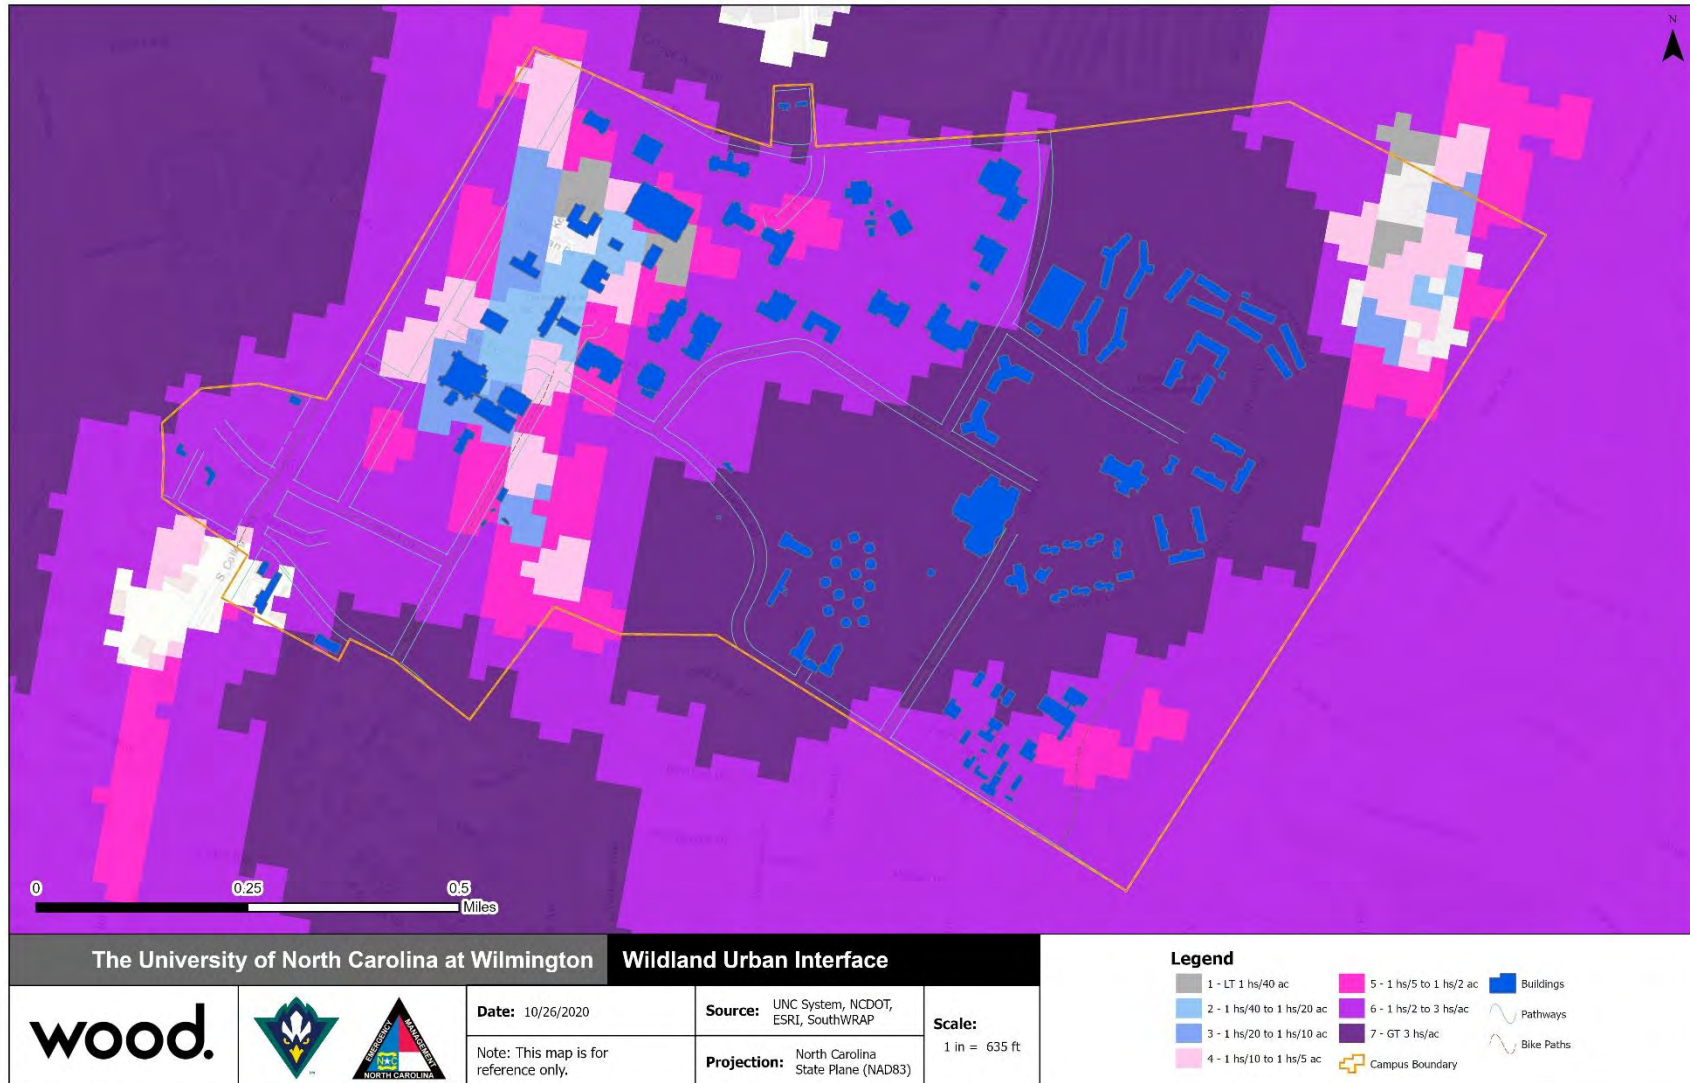 N
S. Colle
0
0.25
0.5
Miles
The University of North Carolina at Wilmington
Wildland Urban Interface
wood.
EMERGENCY
MANAGEMENT
NORTH CAROLINA
N C
Date: 10/26/2020
Note: This map is for
reference only.
Source: UNC System, NCDOT,
ESRI, SouthWRAP
Projection: North Carolina
State Plane (NAD83)
Scale:
1 in = 635 ft
Legend
1 - LT 1 hs/40 ac
2 - 1 hs/40 to 1 hs/20 ac
3 - 1 hs/20 to 1 hs/10 ac
4 - 1 hs/10 to 1 hs/5 ac
5 - 1 hs/5 to 1 hs/2 ac
6 - 1 hs/2 to 3 hs/ac
7 - GT 3 hs/ac
Campus Boundary
Buildings
Pathways
Bike Paths